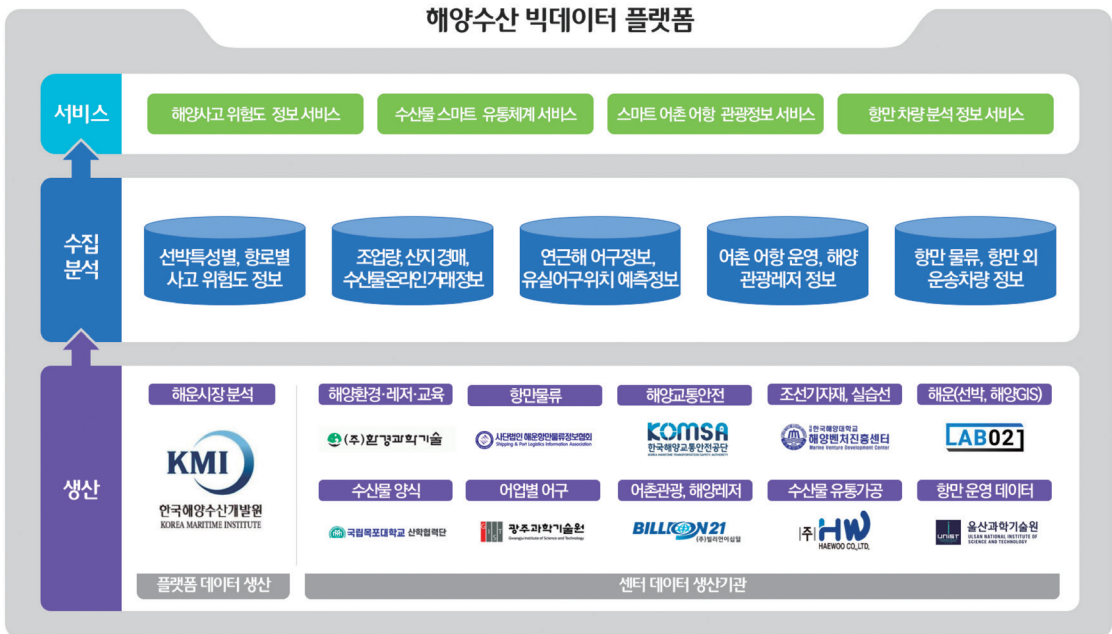 해양수산 빅데이터 플랫폼
서비스
해양사고 위험도 정보 서비스
수산물 스마트 유통체계 서비스
스마트 어촌 어항 관광정보 서비스
항만 차량 분석 정보 서비스
수집
분석
선박특성별, 항로별
사고 위험도 정보
조업량, 산지 경매,
수산물온라인거래정보
연근해 어구정보,
유실어구위치 예측정보
어촌 어항 운영, 해양
관광레저 정보
항만 물류, 항만 외
운송차량 정보
생산
해운시장 분석
KMI
한국해양수산개발원
KOREA MARITIME INSTITUTE
플랫폼 데이터 생산
해양환경·레저·교육
(주)환경과학기술
항만물류
사단법인 해운항만물류정보협회
Shipping & Port Logistics Information Association
해양교통안전
KOMSA
한국해양교통안전공단
KOREA MARITIME TRANSPORTATION SAFETY AUTHORITY
조선기자재, 실습선
한국해양대학교
해양벤처진흥센터
Marine Venture Development Center
해운(선박, 해양GIS)
LAB021
수산물 양식
국립목포대학교 산학협력단
어업별 어구
광주과학기술원
Gwangju Institute of Science and Technology
어촌관광, 해양레저
BILLION21
(주)빌리언이십일
수산물 유통가공
(주)HW
HAEWOO CO.,LTD.
항만 운영 데이터
UNIST
울산과학기술원
ULSAN NATIONAL INSTITUTE OF
SCIENCE AND TECHNOLOGY
센터 데이터 생산기관